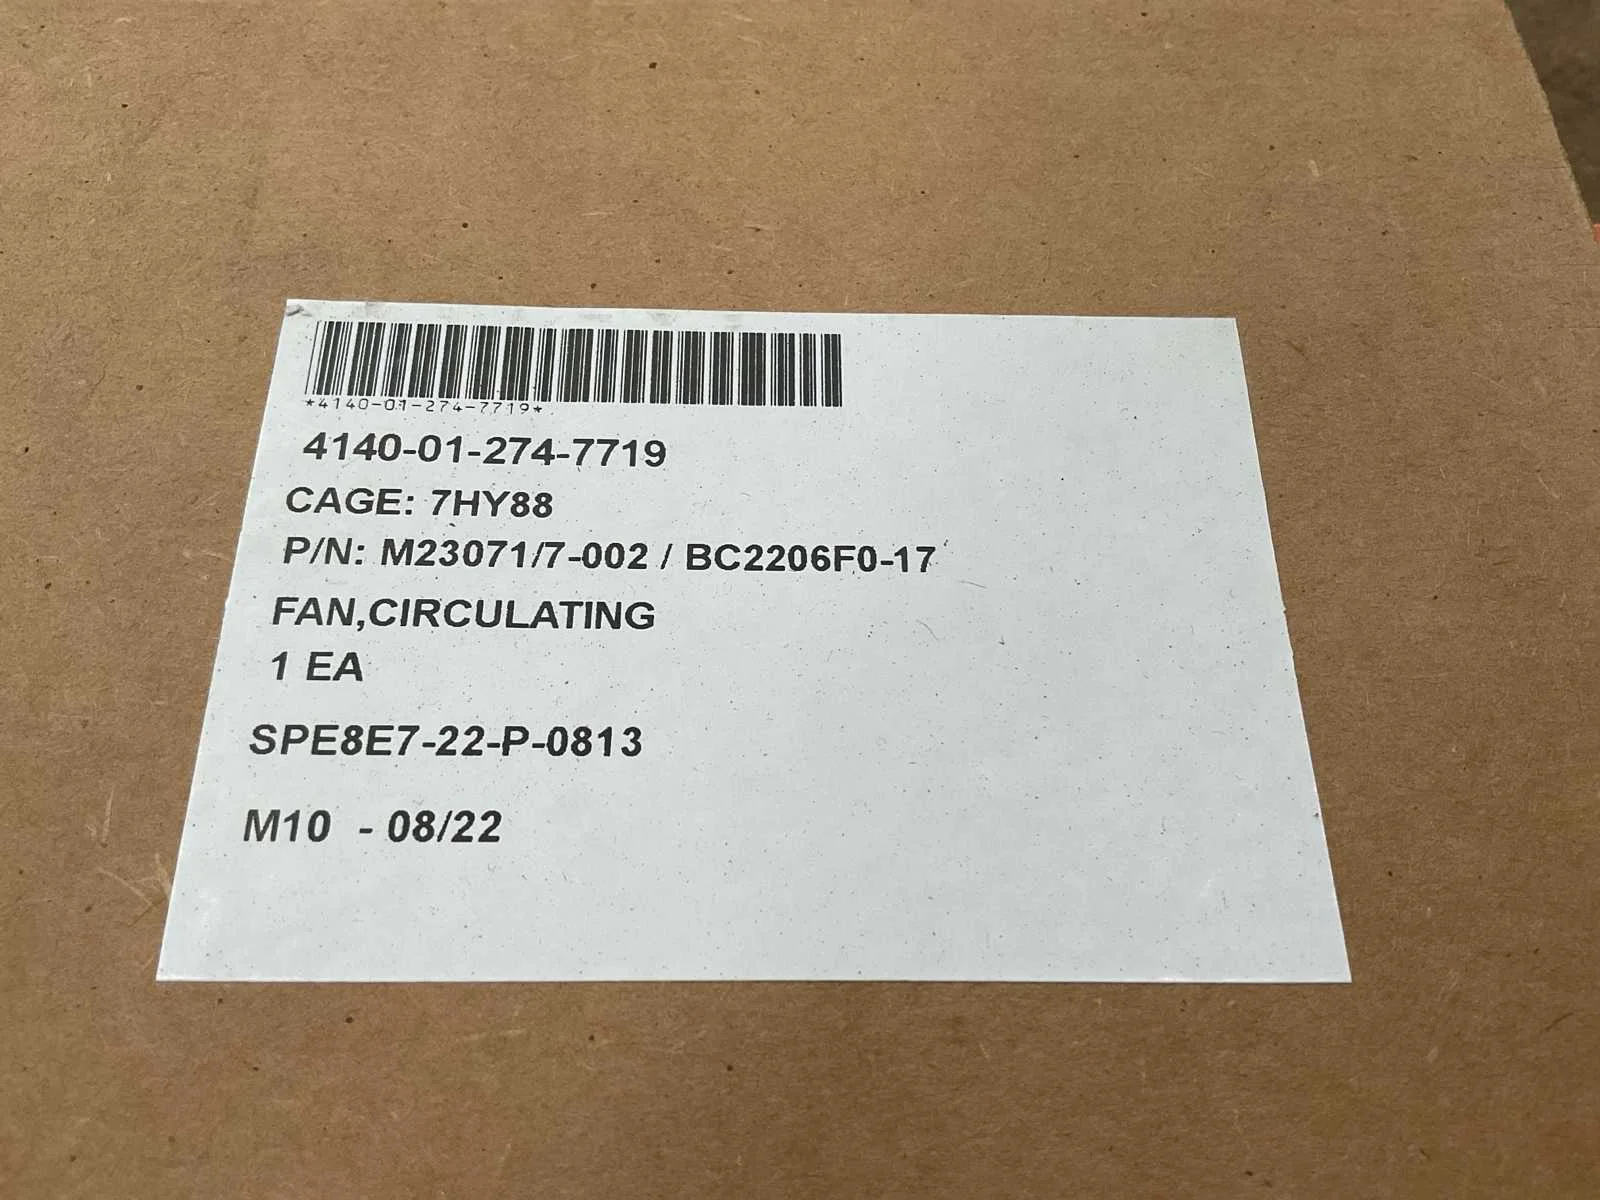 *4140-01-274-7719*
4140-01-274-7719
CAGE: 7HY88
P/N: M23071/7-002 / BC2206F0-17
FAN,CIRCULATING
1 EA
SPE8E7-22-P-0813
M10 - 08/22